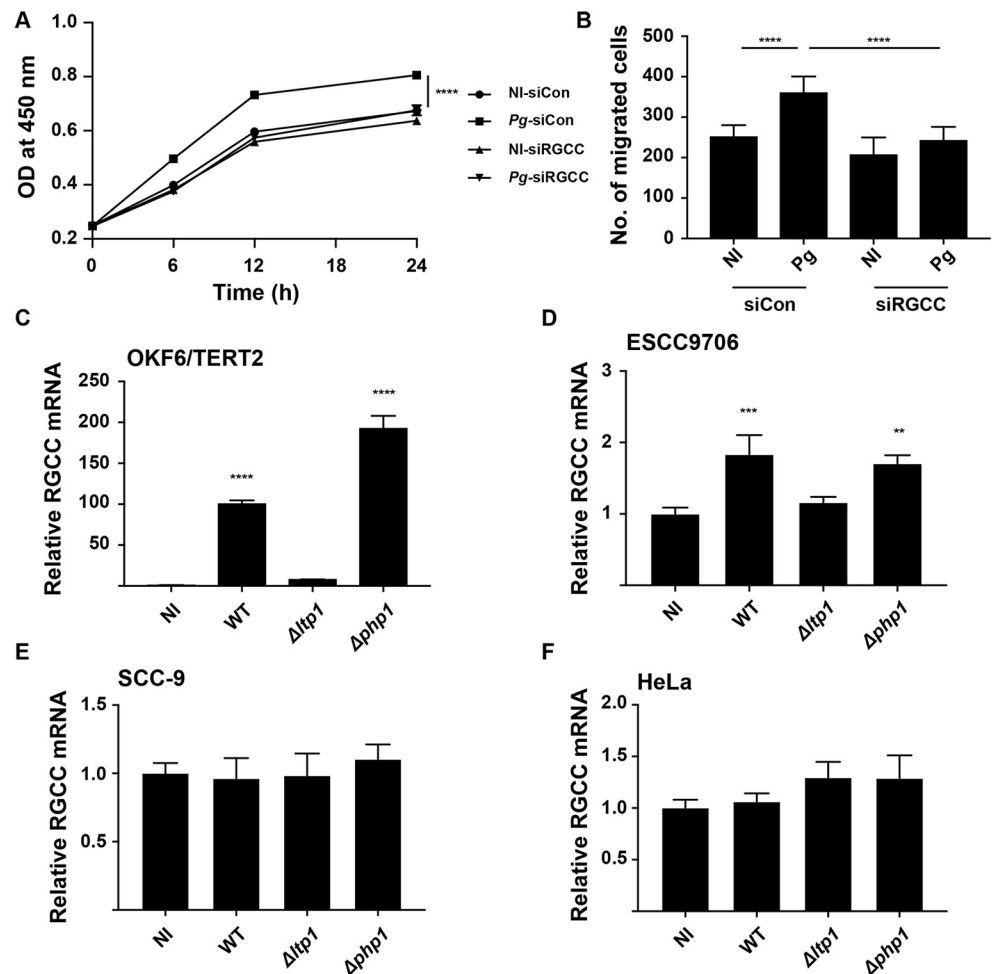 A
OD at 450 nm
1.0
0.8
0.6
0.4
0.2
0
6
12
18
24
Time (h)
****
NI-siCon
Pg-siCon
NI-siRGCC
Pg-siRGCC
B
No. of migrated cells
500
400
300
200
100
0
****
****
NI
Pg
NI
Pg
siCon
siRGCC
C
OKF6/TERT2
Relative RGCC mRNA
250
200
150
100
50
****
****
NI
WT
Δltp1
Δphp1
D
ESCC9706
Relative RGCC mRNA
3
2
1
***
**
NI
WT
Δltp1
Δphp1
E
SCC-9
Relative RGCC mRNA
1.5
1.0
0.5
NI
WT
Δltp1
Δphp1
F
HeLa
Relative RGCC mRNA
2.0
1.5
1.0
0.5
NI
WT
Δltp1
Δphp1